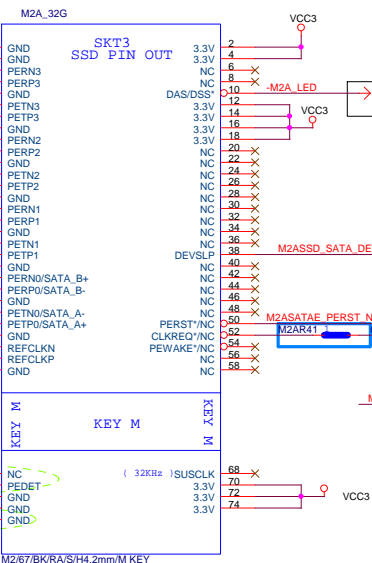 M2A_32G
VCC3
SKT3
SSD PIN OUT
GND 3.3V 2
GND 3.3V 4
PERN3 NC 6
PERP3 NC 8
GND DAS/DSS* 10 -M2A_LED
PETN3 3.3V 12
PETP3 3.3V 14 VCC3
GND 3.3V 16
PERN2 3.3V 18
PERP2 NC 20
GND NC 22
PETN2 NC 24
PETP2 NC 26
GND NC 28
PERN1 NC 30
PERP1 NC 32
GND NC 34
PETN1 NC 36
PETP1 DEVSLP 38 M2ASSD_SATA_DE
GND NC 40
PERN0/SATA_B+ NC 42
PERP0/SATA_B- NC 44
GND NC 46
PETN0/SATA_A- NC 48
PETP0/SATA_A+ PERST*/NC 50 M2ASATAE_PERST_N
GND CLKREQ*/NC 52 M2AR41 1
REFCLKN PEWAKE*/NC 54
REFCLKP NC 56
GND NC 58
KEY M
KEY M
KEY M
NC ( 32KHz )SUSCLK 68
PEDET 3.3V 70
GND 3.3V 72 VCC3
GND 3.3V 74
GND
M2/67/BK/RA/S/H4.2mm/M KEY